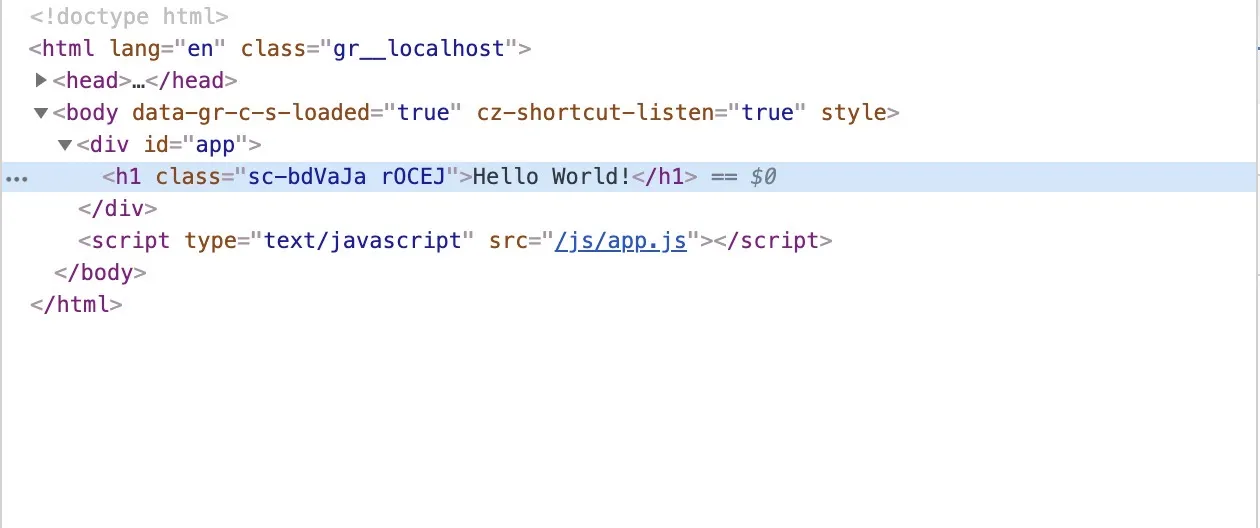 <!doctype html>
<html lang="en" class="gr__localhost">
<head>…</head>
<body data-gr-c-s-loaded="true" cz-shortcut-listen="true" style>
<div id="app">
<h1 class="sc-bdVaJa rOCEJ">Hello World!</h1> == $0
</div>
<script type="text/javascript" src="/js/app.js"></script>
</body>
</html>